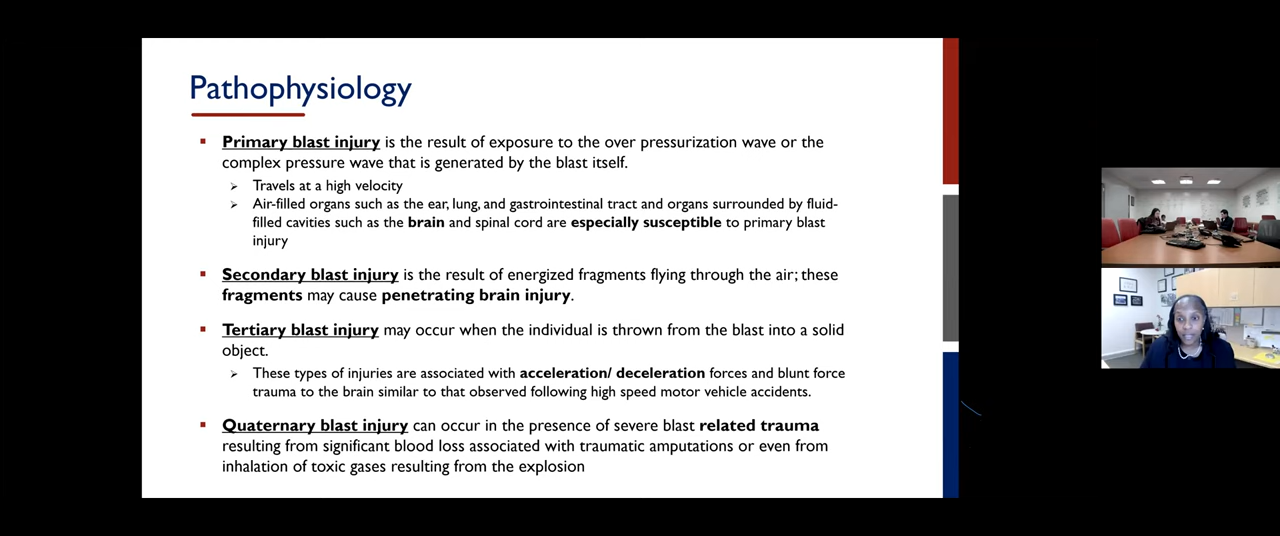 Pathophysiology
▪ Primary blast injury is the result of exposure to the over pressurization wave or the
complex pressure wave that is generated by the blast itself.
➢ Travels at a high velocity
➢ Air-filled organs such as the ear, lung, and gastrointestinal tract and organs surrounded by fluid-
filled cavities such as the brain and spinal cord are especially susceptible to primary blast
injury
▪ Secondary blast injury is the result of energized fragments flying through the air; these
fragments may cause penetrating brain injury.
▪ Tertiary blast injury may occur when the individual is thrown from the blast into a solid
object.
➢ These types of injuries are associated with acceleration/ deceleration forces and blunt force
trauma to the brain similar to that observed following high speed motor vehicle accidents.
▪ Quaternary blast injury can occur in the presence of severe blast related trauma
resulting from significant blood loss associated with traumatic amputations or even from
inhalation of toxic gases resulting from the explosion